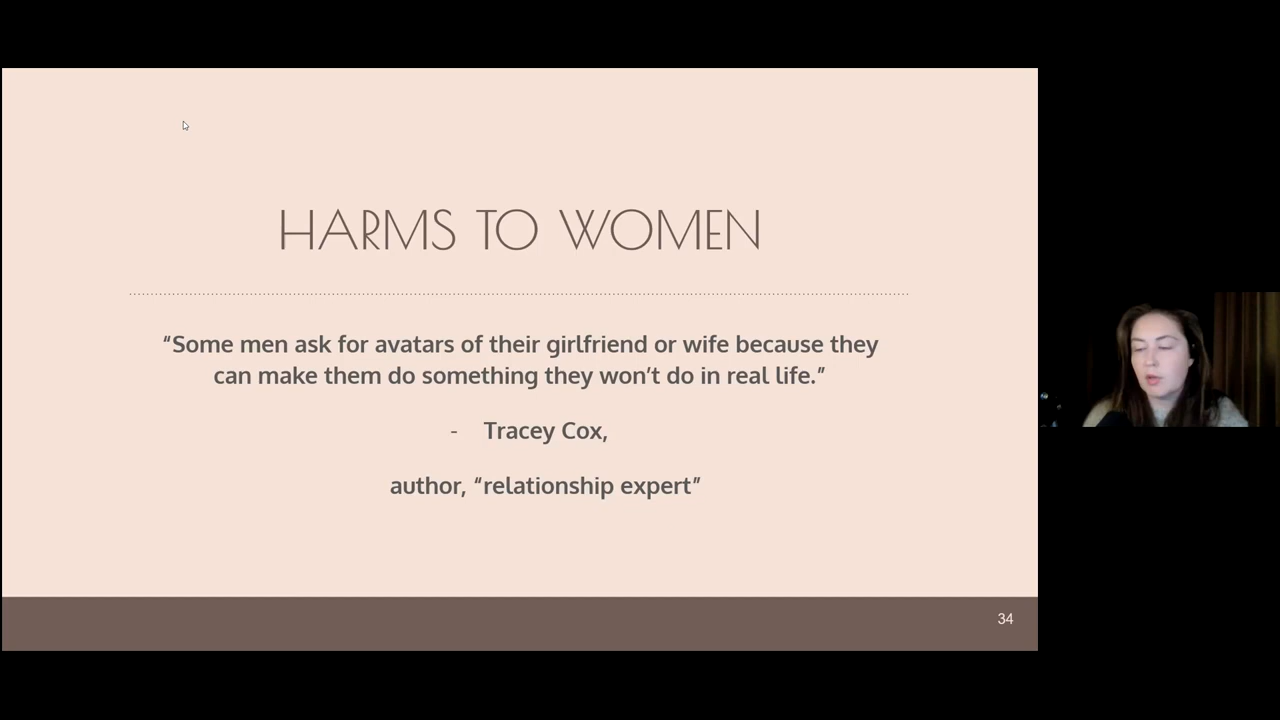 HARMS TO WOMEN
“Some men ask for avatars of their girlfriend or wife because they
can make them do something they won’t do in real life.”
- Tracey Cox,
author, “relationship expert”
34